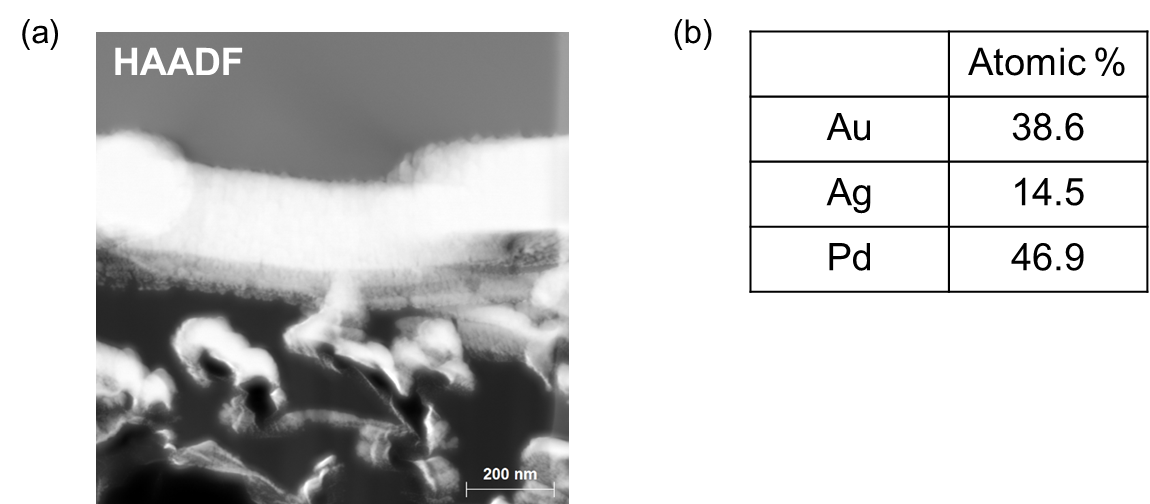 (a)
HAADF
200 nm
(b)
Atomic %
Au 38.6
Ag 14.5
Pd 46.9